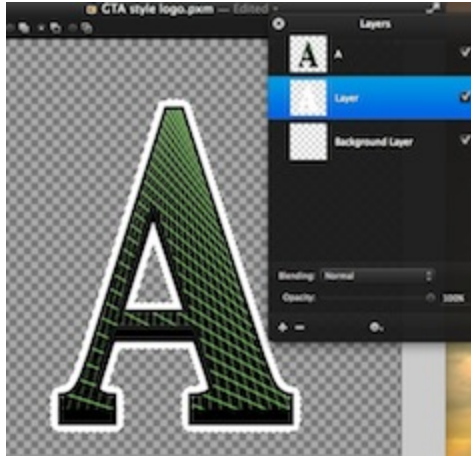 GTA style logo.pxm — Edited
Layers
A
A
Layer
Background Layer
Blending: Normal
Opacity: 100%
A